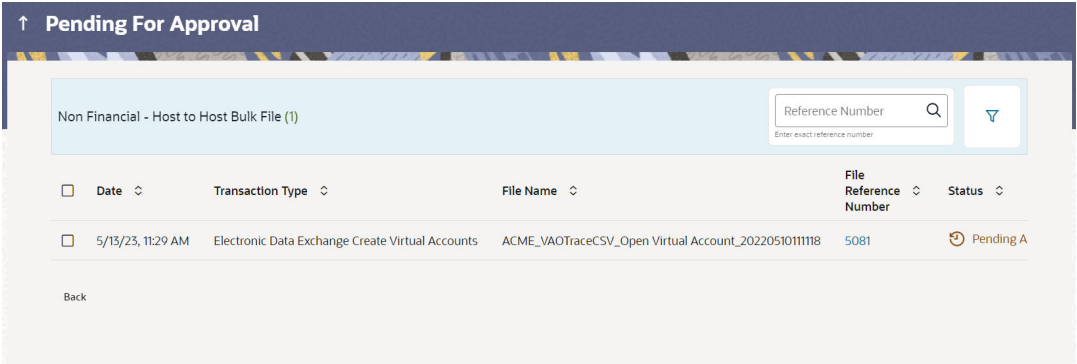 Pending For Approval
Non Financial - Host to Host Bulk File (1)
Reference Number
Enter exact reference number
Date
Transaction Type
File Name
File
Reference
Number
Status
5/13/23, 11:29 AM
Electronic Data Exchange Create Virtual Accounts
ACME_VAOTraceCSV_Open Virtual Account_20220510111118
5081
Pending A
Back